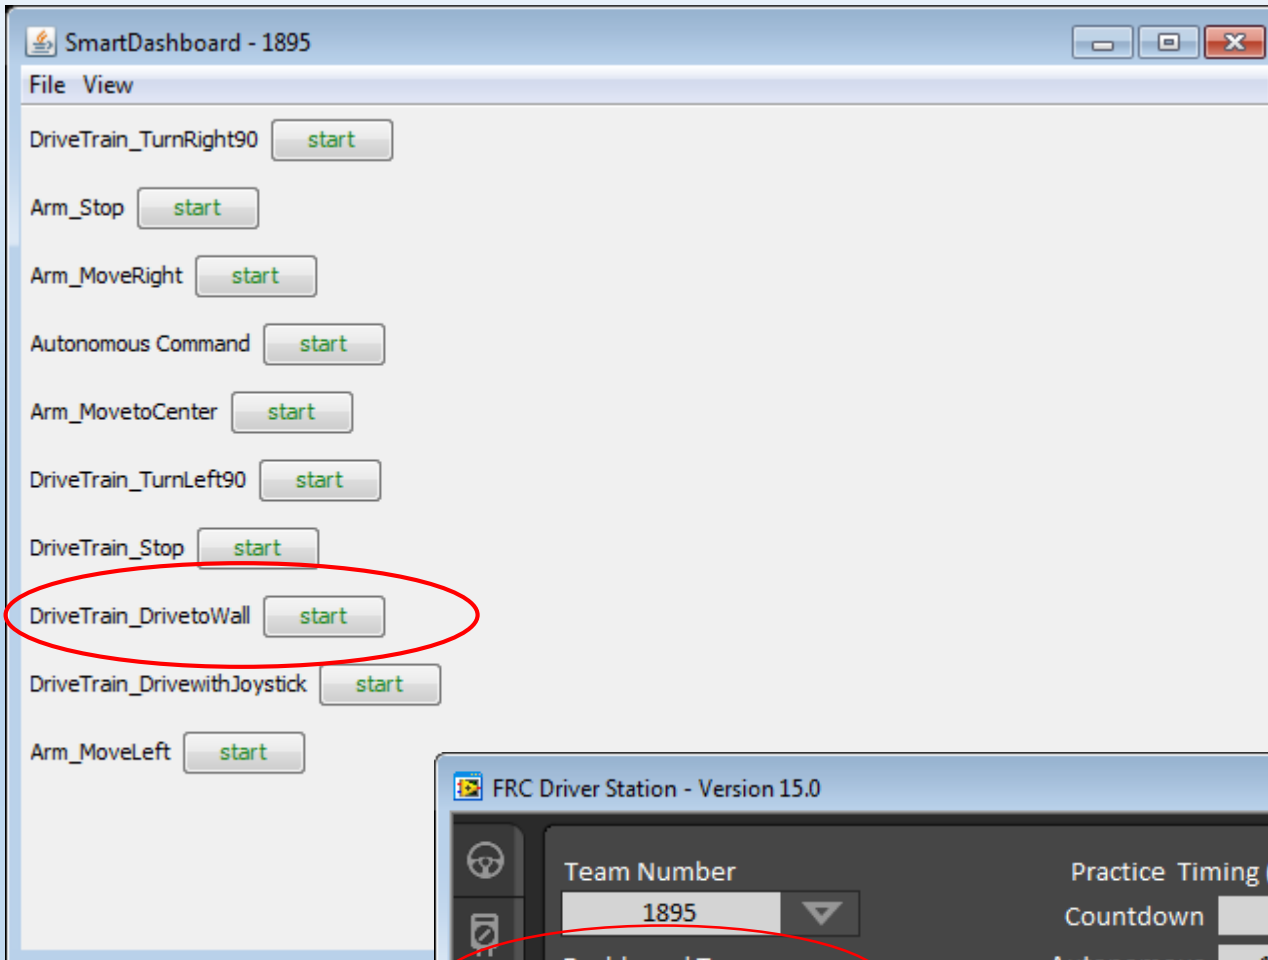 SmartDashboard - 1895
File View
DriveTrain_TurnRight90 start
Arm_Stop start
Arm_MoveRight start
Autonomous Command start
Arm_MovetoCenter start
DriveTrain_TurnLeft90 start
DriveTrain_Stop start
DriveTrain_DrivetoWall start
DriveTrain_DrivewithJoystick start
Arm_MoveLeft start
FRC Driver Station - Version 15.0
Team Number
Practice Timing (
1895
Countdown